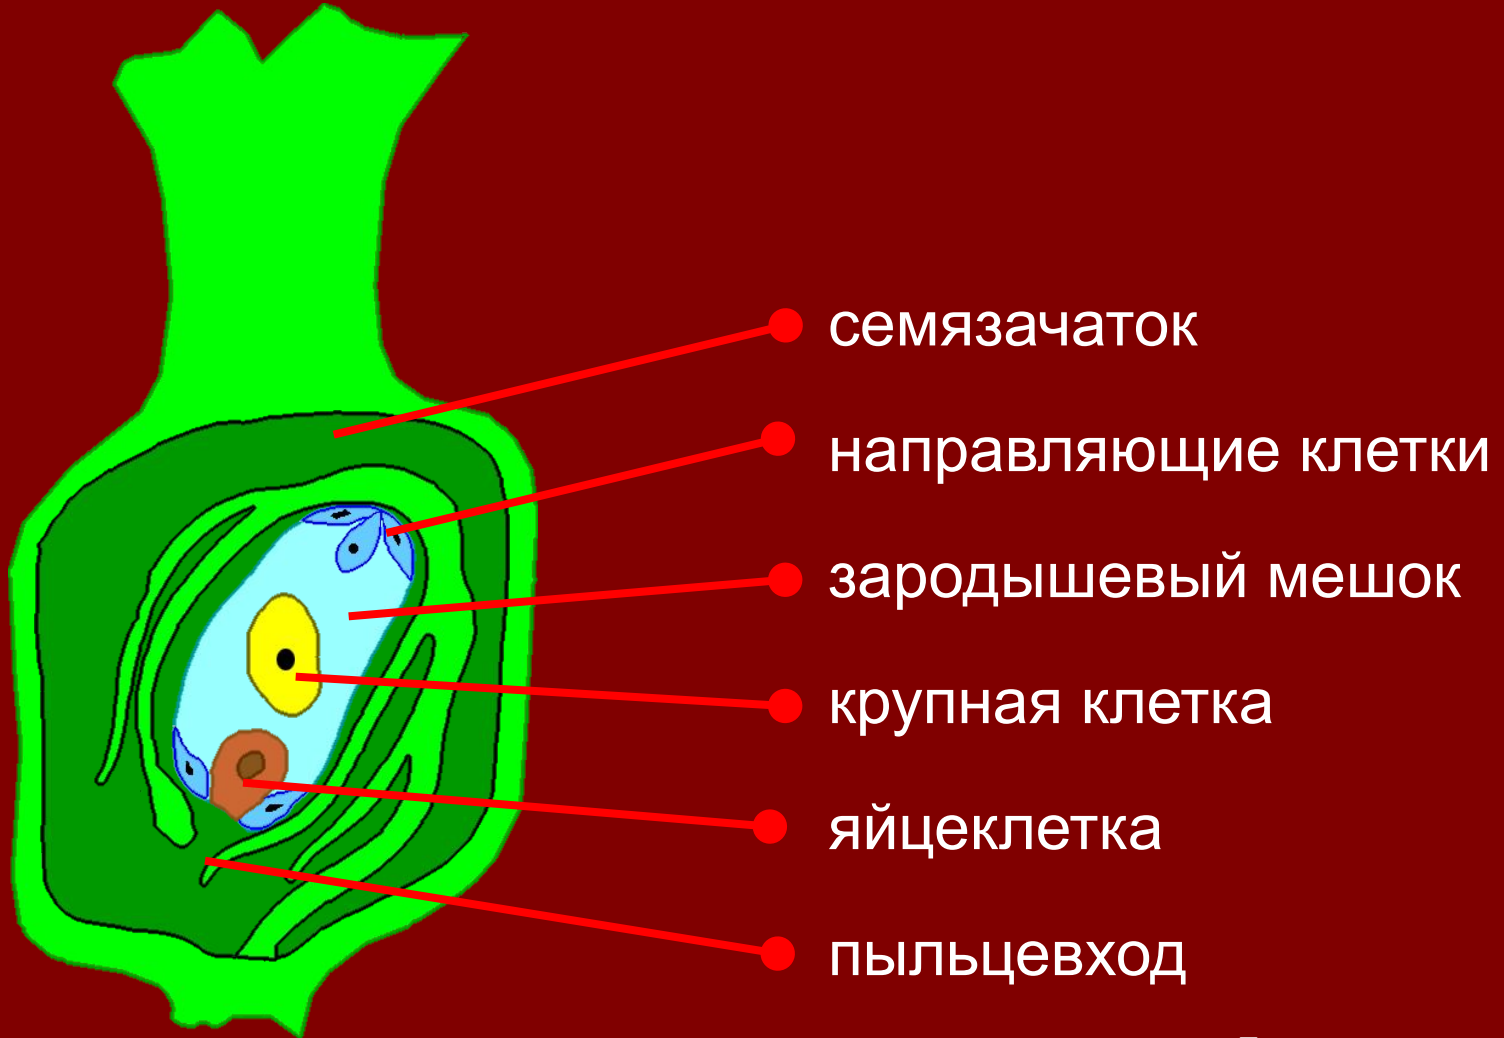 семязачаток
направляющие клетки
зародышевый мешок
крупная клетка
яйцеклетка
пыльцевход